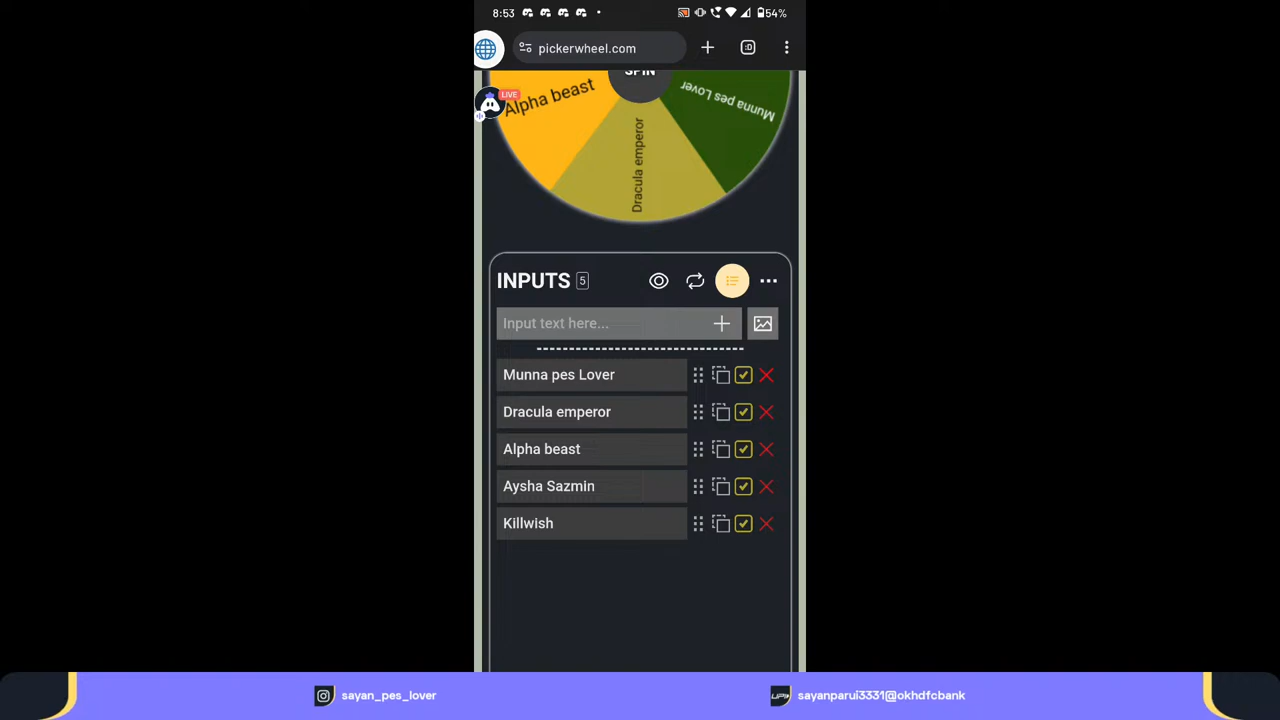 8:53
54%
pickerwheel.com
:D
SPIN
LIVE
Alpha beast
Munna pes Lover
Dracula emperor
INPUTS 5
Input text here...
Munna pes Lover
Dracula emperor
Alpha beast
Aysha Sazmin
Killwish
sayan_pes_lover
UPI
sayanparui3331@okhdfcbank